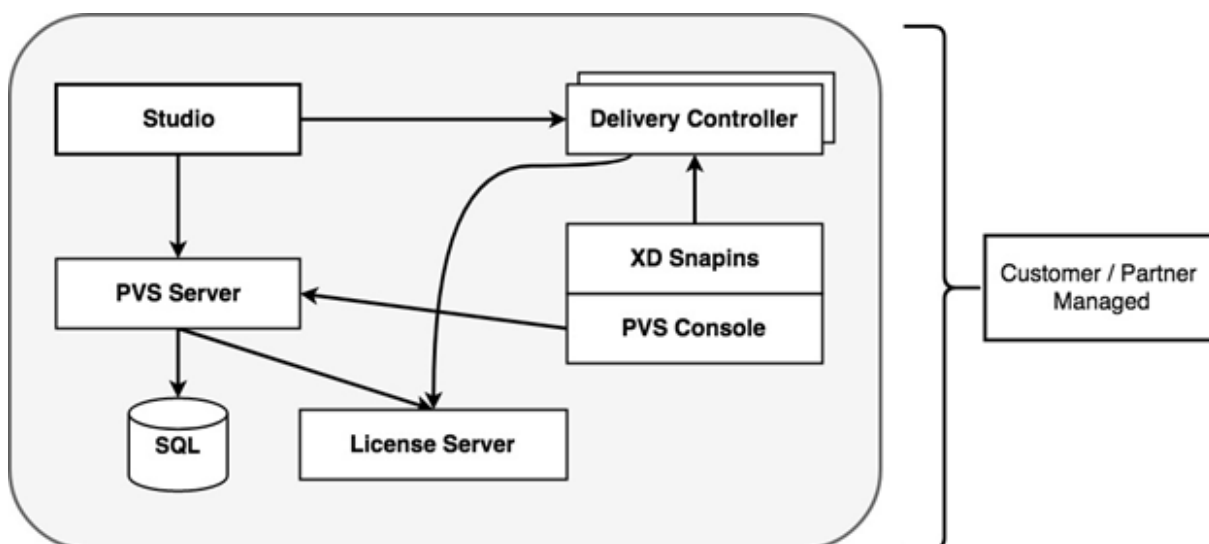 Studio
Delivery Controller
XD Snapins
PVS Server
PVS Console
SQL
License Server
Customer / Partner
Managed